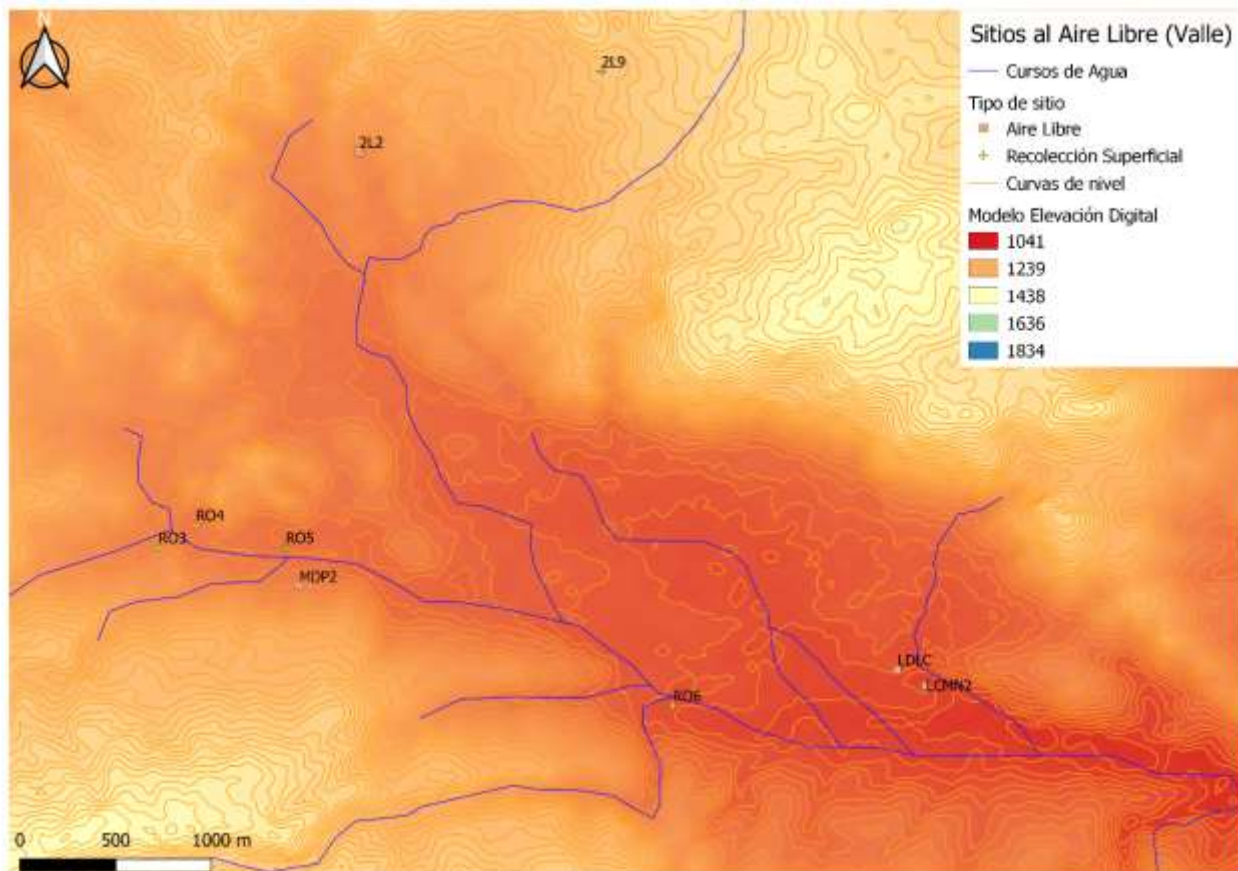 N
Sitios al Aire Libre (Valle)
Cursos de Agua
Tipo de sitio
Aire Libre
Recolección Superficial
Curvas de nivel
Modelo Elevación Digital
1041
1239
1438
1636
1834
2L9
2L2
RO4
RO3
RO5
MDP2
LDLC
LCMN2
RO6
0 500 1000 m